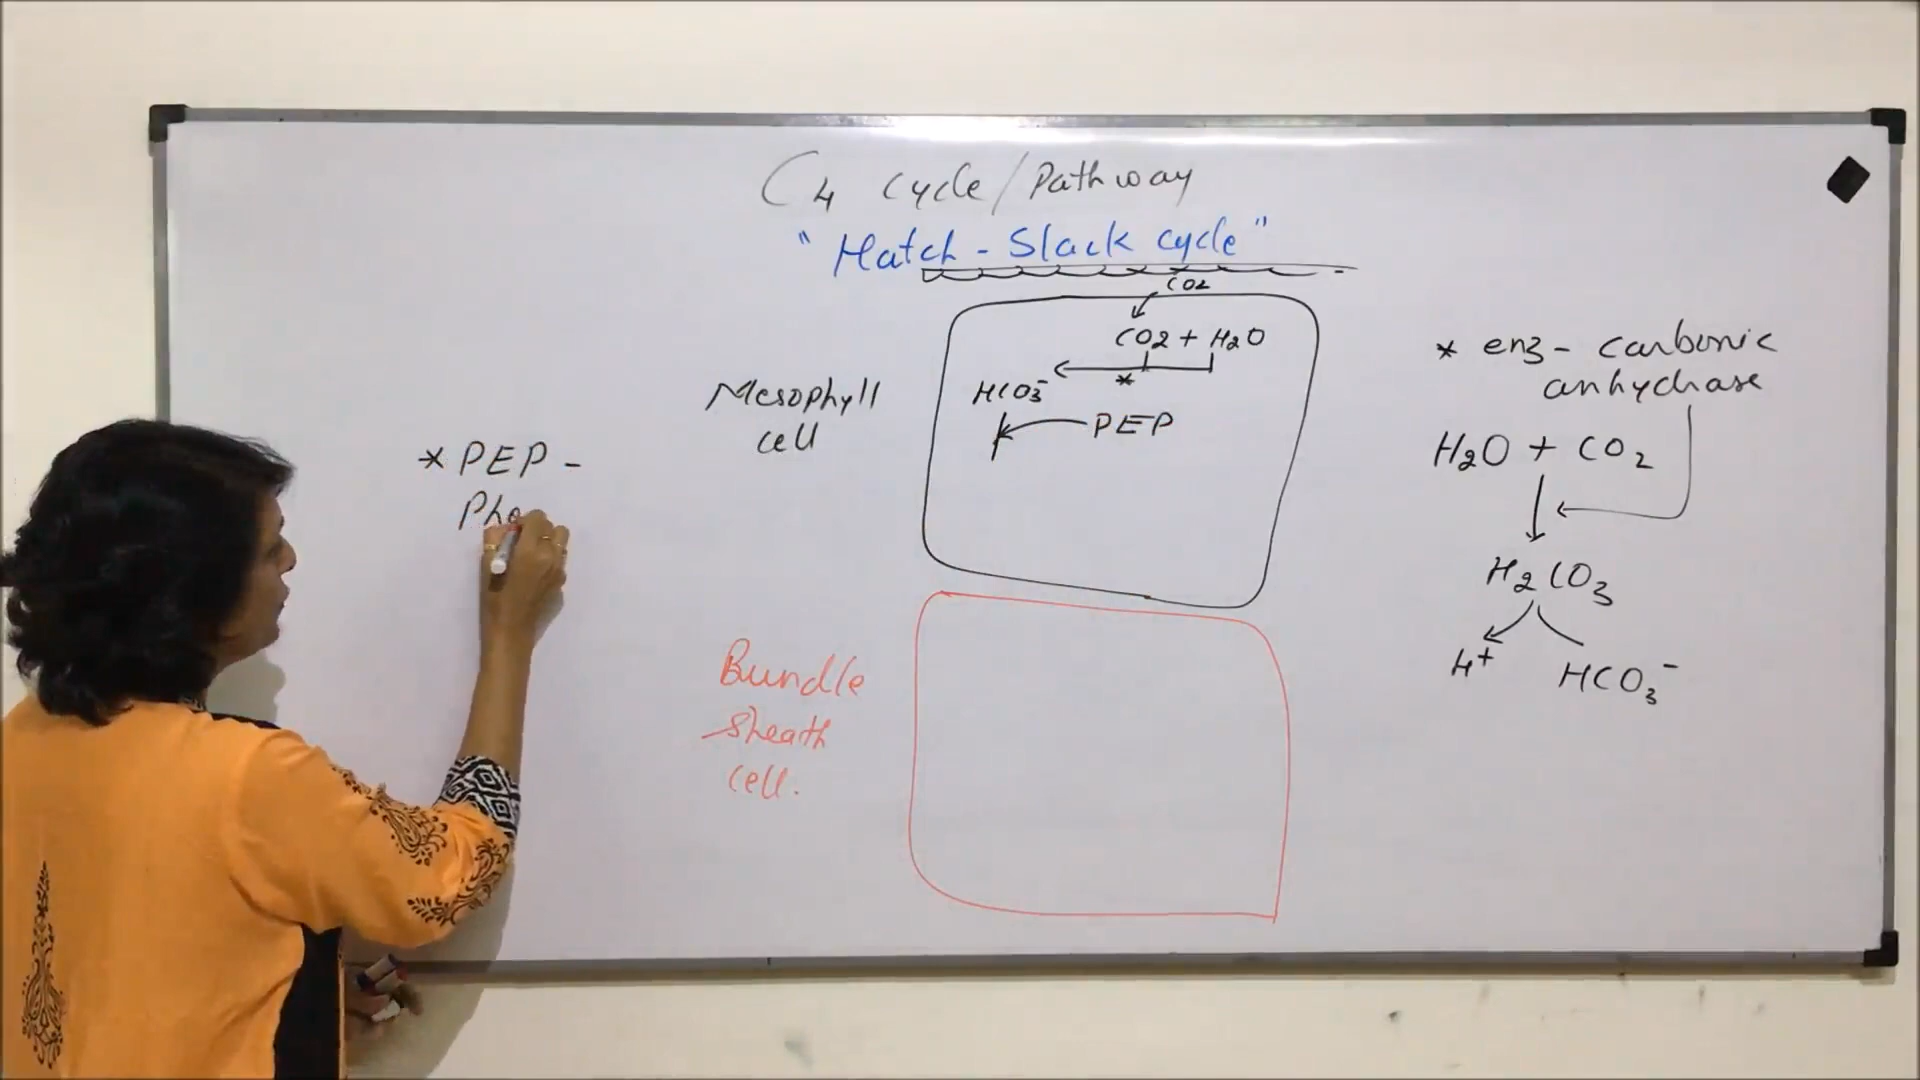 C4 cycle/Pathway
"Hatch-Slack cycle"
CO2
CO2 + H2O
*
HCO3-
PEP
Mesophyll
cell
* PEP -
Pho
Bundle
sheath
cell.
* enz - carbonic
anhydrase
H2O + CO2
H2CO3
H+ HCO3-